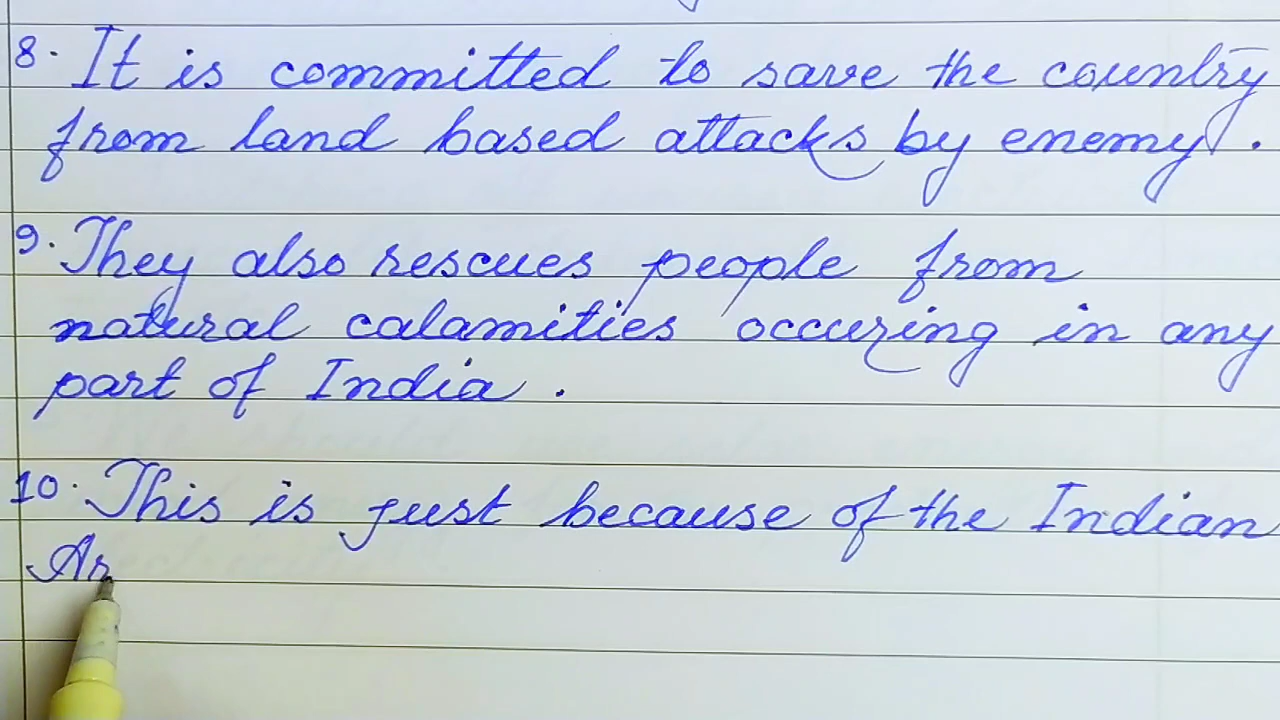 8. It is committed to save the country
from land based attacks by enemy.
9. They also rescues people from
natural calamities occuring in any
part of India.
10. This is just because of the Indian
Ar